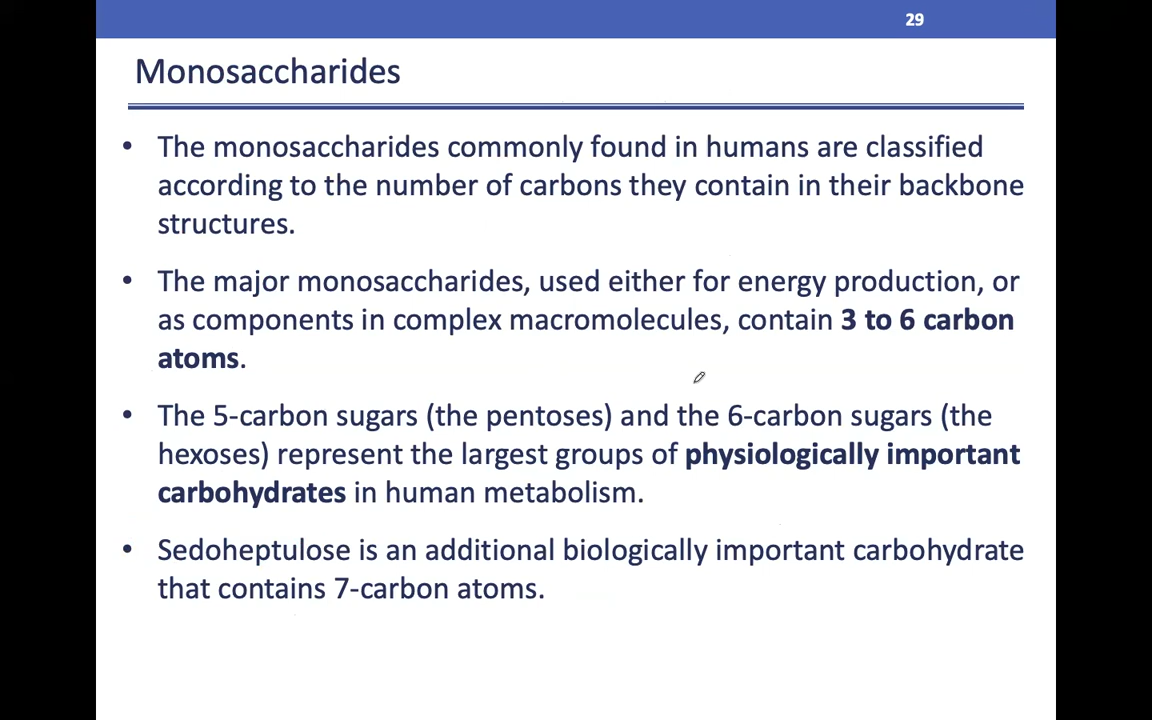 29
Monosaccharides
• The monosaccharides commonly found in humans are classified
according to the number of carbons they contain in their backbone
structures.
• The major monosaccharides, used either for energy production, or
as components in complex macromolecules, contain 3 to 6 carbon
atoms.
• The 5-carbon sugars (the pentoses) and the 6-carbon sugars (the
hexoses) represent the largest groups of physiologically important
carbohydrates in human metabolism.
• Sedoheptulose is an additional biologically important carbohydrate
that contains 7-carbon atoms.